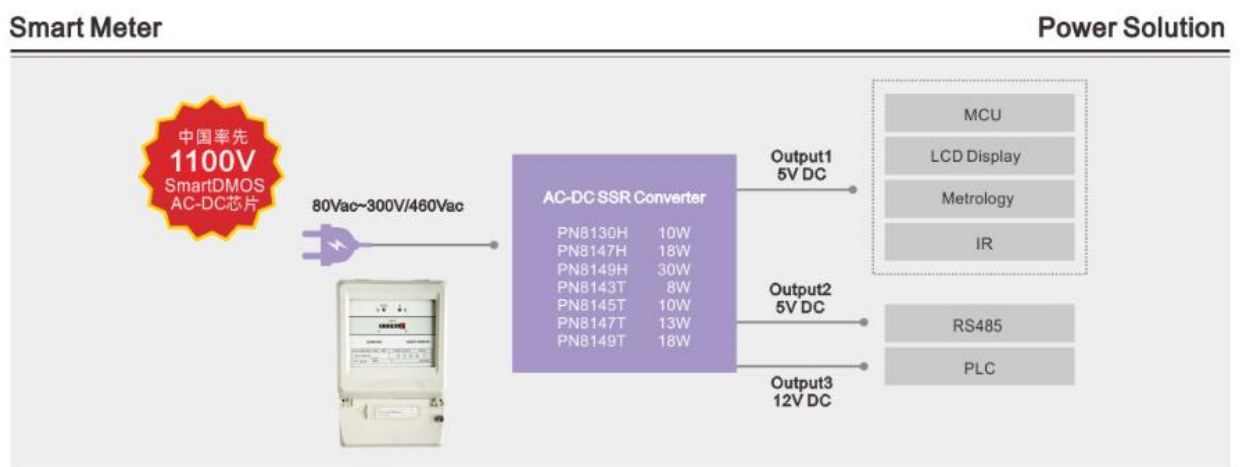 Smart Meter
Power Solution
中国率先
1100V
SmartDMOS
AC-DC芯片
80Vac~300V/460Vac
AC-DC SSR Converter
PN8130H 10W
PN8147H 18W
PN8149H 30W
PN8143T 8W
PN8145T 10W
PN8147T 13W
PN8149T 18W
Output1
5V DC
MCU
LCD Display
Metrology
IR
Output2
5V DC
RS485
PLC
Output3
12V DC